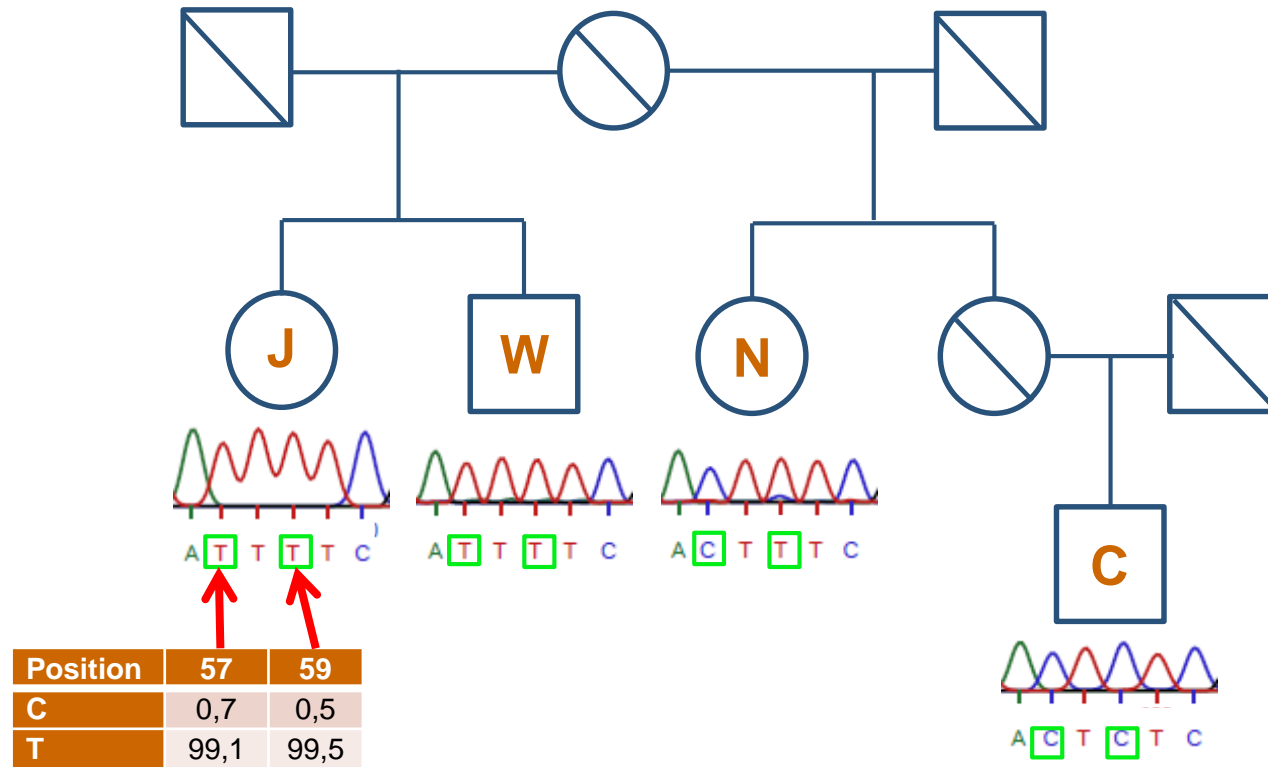 J
W
N
A T T T T C )
A T T T T C
A C T T T C
C
Position 57 59
C 0,7 0,5
T 99,1 99,5
A C T C T C